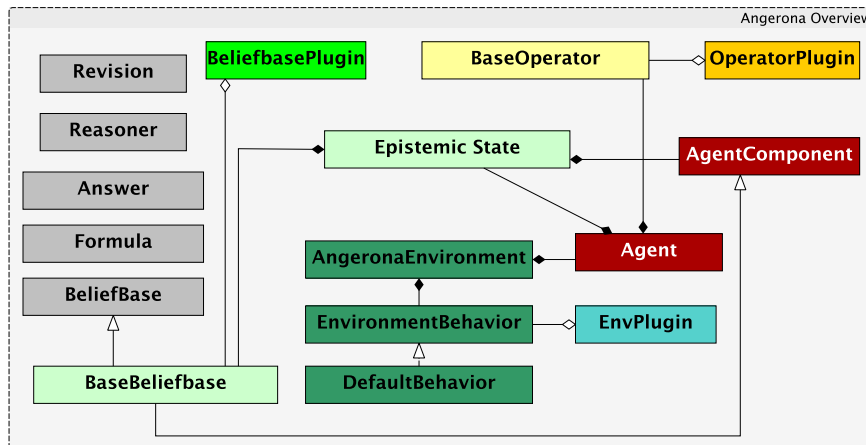 Angerona Overview
Revision
BeliefbasePlugin
BaseOperator
OperatorPlugin
Reasoner
Epistemic State
AgentComponent
Answer
Formula
AngeronaEnvironment
Agent
BeliefBase
EnvironmentBehavior
EnvPlugin
BaseBeliefbase
DefaultBehavior